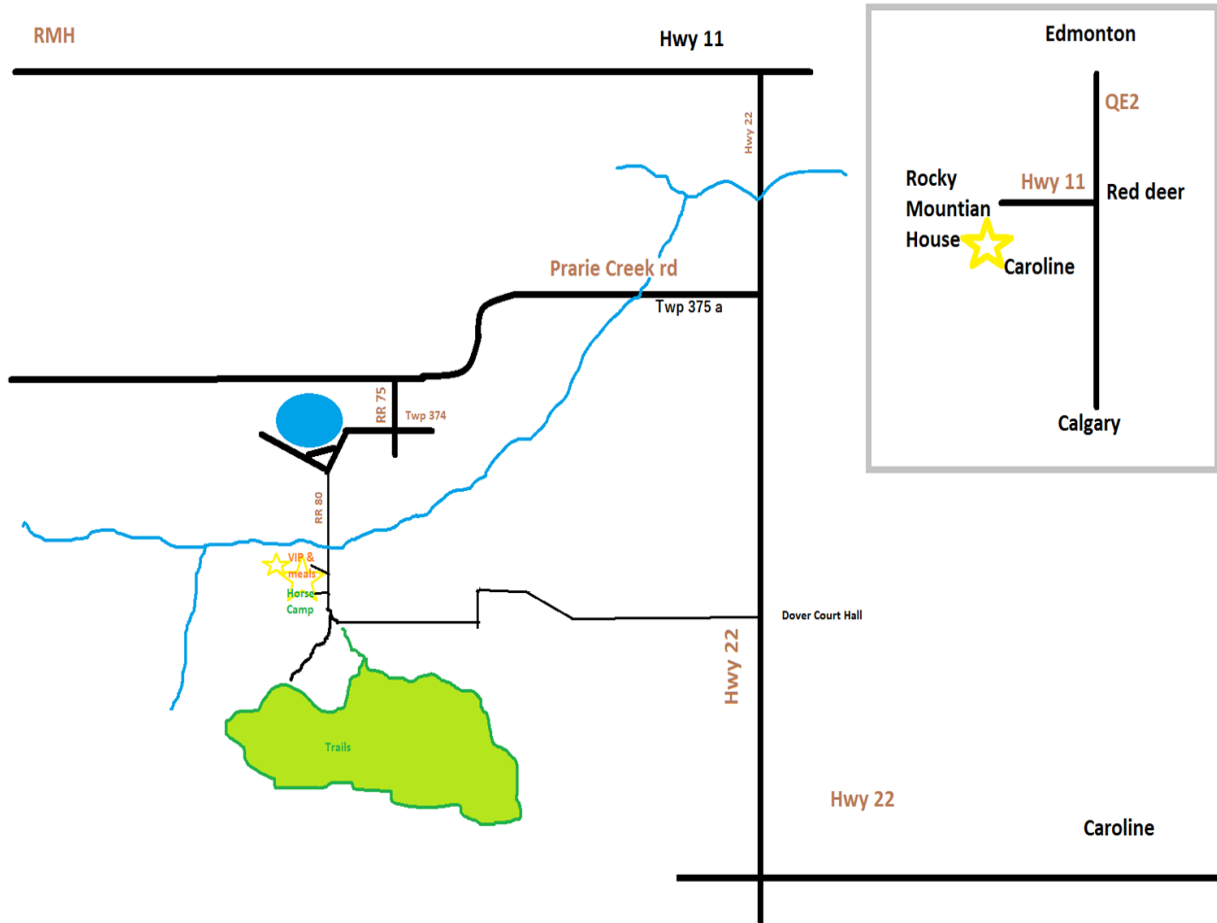 RMH
Hwy 11
Hwy 22
Prarie Creek rd
Twp 375 a
RR 75
Twp 374
RR 80
VIP &
meals
Horse
Camp
Dover Court Hall
Hwy 22
Trails
Hwy 22
Caroline
Edmonton
QE2
Rocky
Mountian
House
Hwy 11
Red deer
Caroline
Calgary